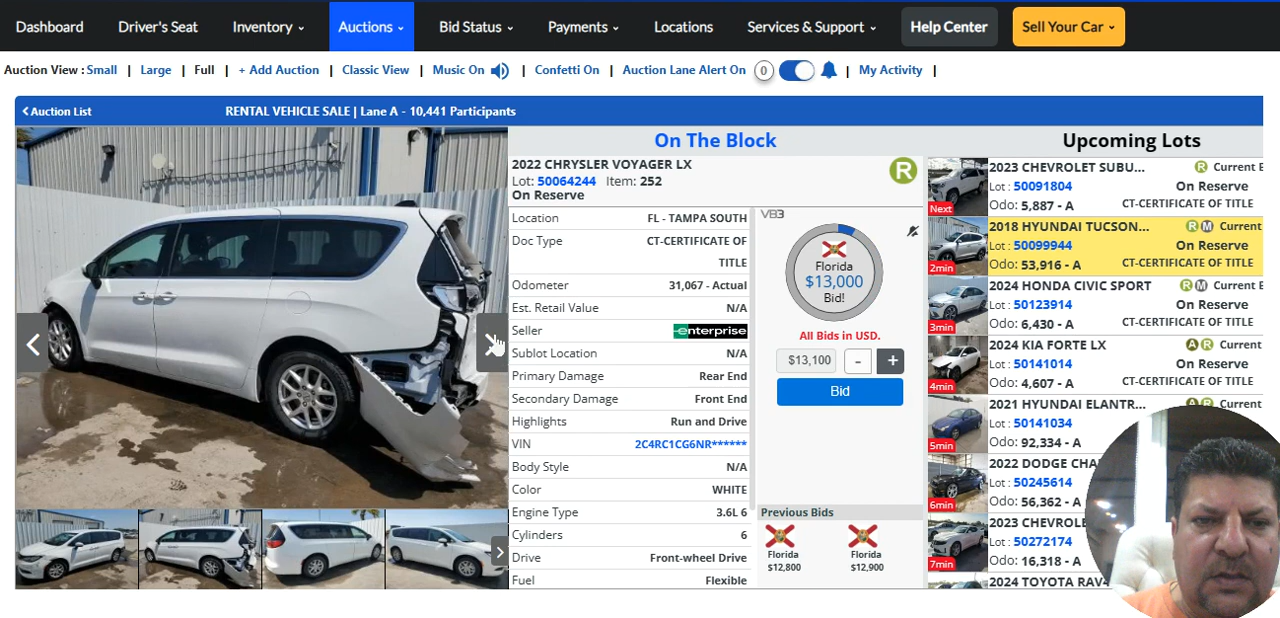 Dashboard Driver's Seat Inventory Auctions Bid Status Payments Locations Services & Support Help Center Sell Your Car
Auction View : Small | Large | Full | + Add Auction | Classic View | Music On | Confetti On | Auction Lane Alert On 0 | My Activity |
Auction List RENTAL VEHICLE SALE | Lane A - 10,441 Participants
On The Block
2022 CHRYSLER VOYAGER LX
Lot: 50064244 Item: 252
On Reserve
R
Location FL - TAMPA SOUTH
Doc Type CT-CERTIFICATE OF
TITLE
Odometer 31,067 - Actual
Est. Retail Value N/A
Seller enterprise
Sublot Location N/A
Primary Damage Rear End
Secondary Damage Front End
Highlights Run and Drive
VIN 2C4RC1CG6NR******
Body Style N/A
Color WHITE
Engine Type 3.6L 6
Cylinders 6
Drive Front-wheel Drive
Fuel Flexible
VB3
Florida
$13,000
Bid!
All Bids in USD.
$13,100 - +
Bid
Previous Bids
Florida Florida
$12,800 $12,900
Upcoming Lots
2023 CHEVROLET SUBU... R Current B
Lot : 50091804 On Reserve
Next Odo: 5,887 - A CT-CERTIFICATE OF TITLE
2018 HYUNDAI TUCSON... R M Current
Lot : 50099944 On Reserve
2min Odo: 53,916 - A CT-CERTIFICATE OF TITLE
2024 HONDA CIVIC SPORT R M Current B
Lot : 50123914 On Reserve
3min Odo: 6,430 - A CT-CERTIFICATE OF TITLE
2024 KIA FORTE LX A R Current
Lot : 50141014 On Reserve
4min Odo: 4,607 - A CT-CERTIFICATE OF TITLE
2021 HYUNDAI ELANTR... A R Current
Lot : 50141034
5min Odo: 92,334 - A
2022 DODGE CHA
Lot : 50245614
6min Odo: 56,362 - A
2023 CHEVROLE
Lot : 50272174
7min Odo: 16,318 - A
2024 TOYOTA RAV4